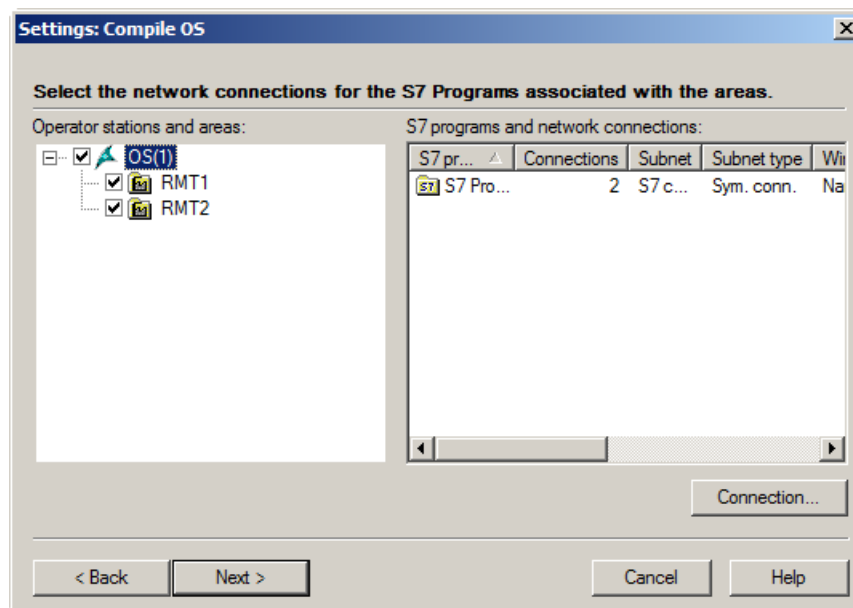 Settings: Compile OS
Select the network connections for the S7 Programs associated with the areas.
Operator stations and areas:
OS(1)
RMT1
RMT2
S7 programs and network connections:
S7 pr... Connections Subnet Subnet type Wi
S7 Pro... 2 S7 c... Sym. conn. Na
Connection...
< Back Next > Cancel Help